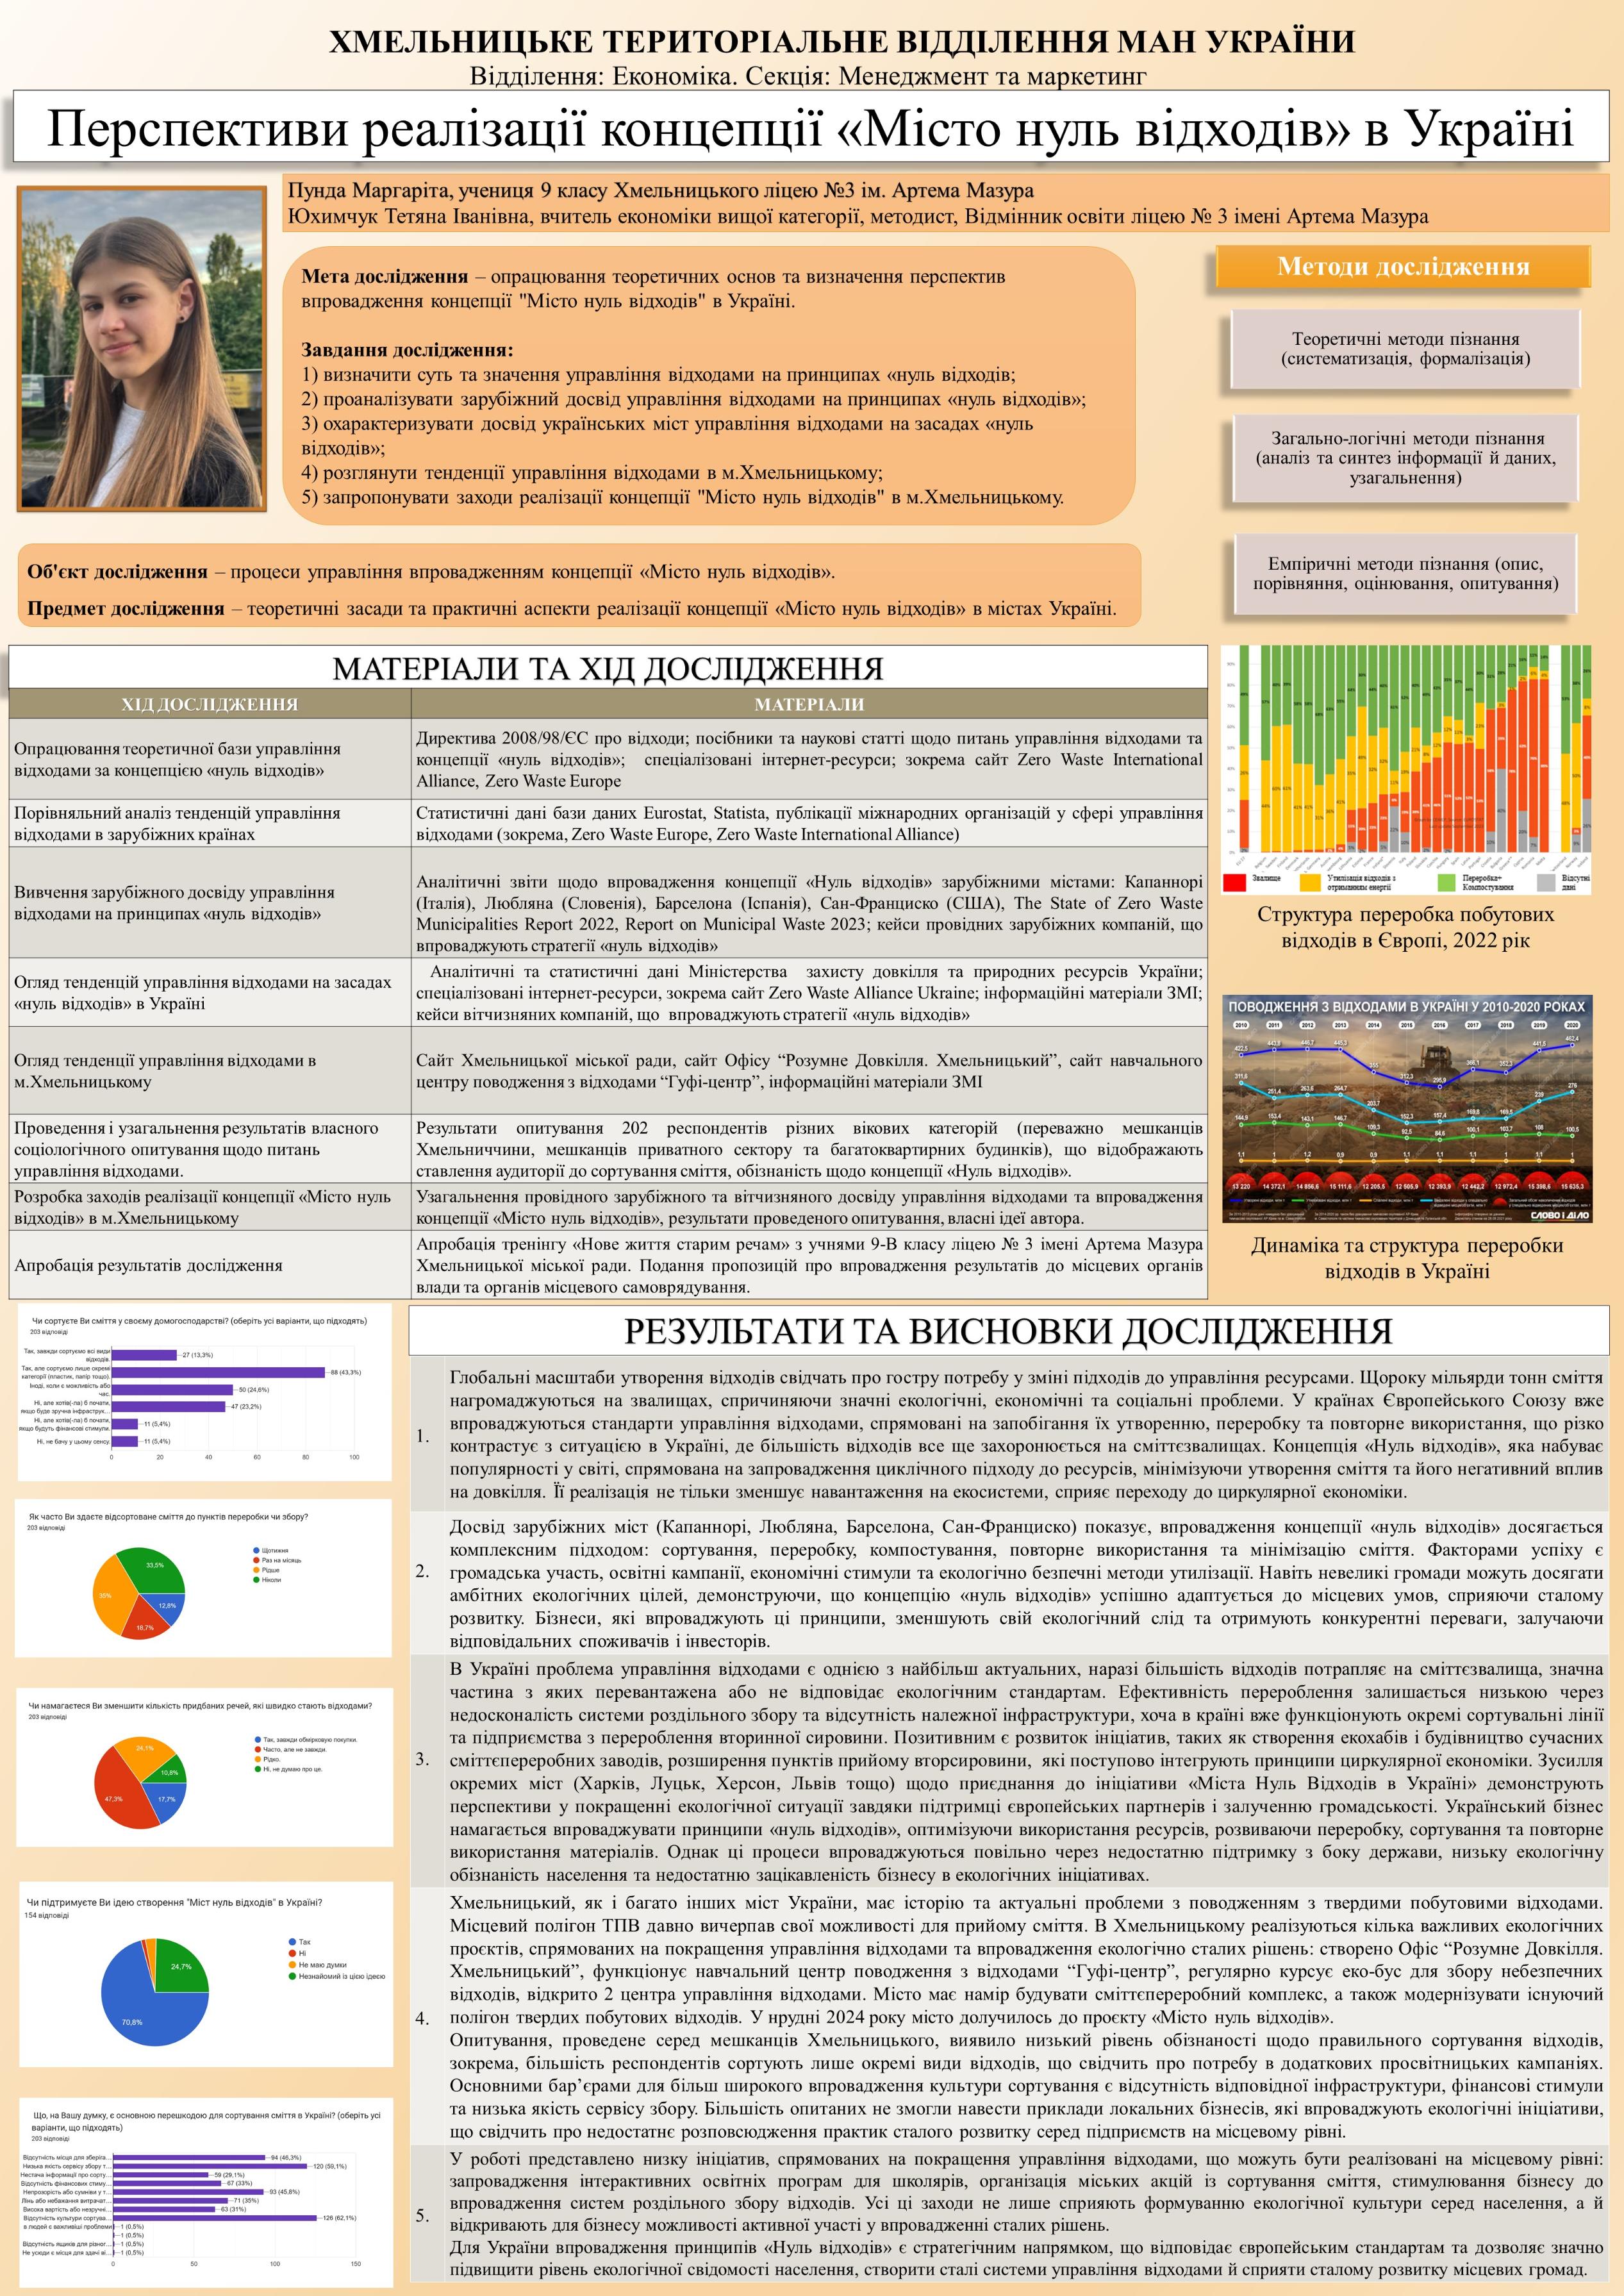 ХМЕЛЬНИЦЬКЕ ТЕРИТОРІАЛЬНЕ ВІДДІЛЕННЯ МАН УКРАЇНИ
Відділення: Економіка. Секція: Менеджмент та маркетинг
Перспективи реалізації концепції «Місто нуль відходів» в Україні
Пунда Маргаріта, учениця 9 класу Хмельницького ліцею №3 ім. Артема Мазура
Юхимчук Тетяна Іванівна, вчитель економіки вищої категорії, методист, Відмінник освіти ліцею № 3 імені Артема Мазура
Мета дослідження – опрацювання теоретичних основ та визначення перспектив
впровадження концепції "Місто нуль відходів" в Україні.
Завдання дослідження:
1) визначити суть та значення управління відходами на принципах «нуль відходів;
2) проаналізувати зарубіжний досвід управління відходами на принципах «нуль відходів»;
3) охарактеризувати досвід українських міст управління відходами на засадах «нуль
відходів»;
4) розглянути тенденції управління відходами в м.Хмельницькому;
5) запропонувати заходи реалізації концепції "Місто нуль відходів" в м.Хмельницькому.
Методи дослідження
Теоретичні методи пізнання
(систематизація, формалізація)
Загально-логічні методи пізнання
(аналіз та синтез інформації й даних,
узагальнення)
Емпіричні методи пізнання (опис,
порівняння, оцінювання, опитування)
Об'єкт дослідження – процеси управління впровадженням концепції «Місто нуль відходів».
Предмет дослідження – теоретичні засади та практичні аспекти реалізації концепції «Місто нуль відходів» в містах Україні.
МАТЕРІАЛИ ТА ХІД ДОСЛІДЖЕННЯ
ХІД ДОСЛІДЖЕННЯ
МАТЕРІАЛИ
Опрацювання теоретичної бази управління
відходами за концепцією «нуль відходів»
Директива 2008/98/ЄС про відходи; посібники та наукові статті щодо питань управління відходами та
концепції «нуль відходів»; спеціалізовані інтернет-ресурси; зокрема сайт Zero Waste International
Alliance, Zero Waste Europe
Порівняльний аналіз тенденцій управління
відходами в зарубіжних країнах
Статистичні дані бази даних Eurostat, Statista, публікації міжнародних організацій у сфері управління
відходами (зокрема, Zero Waste Europe, Zero Waste International Alliance)
Вивчення зарубіжного досвіду управління
відходами на принципах «нуль відходів»
Аналітичні звіти щодо впровадження концепції «Нуль відходів» зарубіжними містами: Капаннорі
(Італія), Любляна (Словенія), Барселона (Іспанія), Сан-Франциско (США), The State of Zero Waste
Municipalities Report 2022, Report on Municipal Waste 2023; кейси провідних зарубіжних компаній, що
впроваджують стратегії «нуль відходів»
Огляд тенденцій управління відходами на засадах
«нуль відходів» в Україні
Аналітичні та статистичні дані Міністерства захисту довкілля та природних ресурсів України;
спеціалізовані інтернет-ресурси, зокрема сайт Zero Waste Alliance Ukraine; інформаційні матеріали ЗМІ;
кейси вітчизняних компаній, що впроваджують стратегії «нуль відходів»
Огляд тенденції управління відходами в
м.Хмельницькому
Сайт Хмельницької міської ради, сайт Офісу “Розумне Довкілля. Хмельницький”, сайт навчального
центру поводження з відходами “Гуфі-центр”, інформаційні матеріали ЗМІ
Проведення і узагальнення результатів власного
соціологічного опитування щодо питань
управління відходами.
Результати опитування 202 респондентів різних вікових категорій (переважно мешканців
Хмельниччини, мешканців приватного сектору та багатоквартирних будинків), що відображають
ставлення аудиторії до сортування сміття, обізнаність щодо концепції «Нуль відходів».
Розробка заходів реалізації концепції «Місто нуль
відходів» в м.Хмельницькому
Узагальнення провідного зарубіжного та вітчизняного досвіду управління відходами та впровадження
концепції «Місто нуль відходів», результати проведеного опитування, власні ідеї автора.
Апробація результатів дослідження
Апробація тренінгу «Нове життя старим речам» з учнями 9-В класу ліцею № 3 імені Артема Мазура
Хмельницької міської ради. Подання пропозицій про впровадження результатів до місцевих органів
влади та органів місцевого самоврядування.
Звалище
Утилізація відходів з
отриманням енергії
Переробка+
Компостування
Відсутні
дані
Структура переробка побутових
відходів в Європі, 2022 рік
ПОВОДЖЕННЯ З ВІДХОДАМИ В УКРАЇНІ У 2010-2020 РОКАХ
2010 2011 2012 2013 2014 2015 2016 2017 2018 2019 2020
13 220 14 372,1 14 856,6 15 111,6 12 205,5 12 505,9 12 393,9 12 442,2 12 972,4 15 398,6 15 635,3
СЛОВО і ДІЛО
Динаміка та структура переробки
відходів в Україні
Чи сортуєте Ви сміття у своєму домогосподарстві? (оберіть усі варіанти, що підходять)
203 відповіді
Так, завжди сортуємо всі види
відходів.
27 (13,3%)
Так, але сортуємо лише окремі
категорії (пластик, папір тощо).
88 (43,3%)
Іноді, коли є можливість або
час.
50 (24,6%)
Ні, але хотів(-ла) б почати,
якщо буде зручна інфраструк...
47 (23,2%)
Ні, але хотів(-ла) б почати,
якщо будуть фінансові стимули.
11 (5,4%)
Ні, не бачу у цьому сенсу.
11 (5,4%)
0 20 40 60 80 100
Як часто Ви здаєте відсортоване сміття до пунктів переробки чи збору?
203 відповіді
Щотижня
Раз на місяць
Рідше
Ніколи
33,5%
35%
12,8%
18,7%
Чи намагаєтеся Ви зменшити кількість придбаних речей, які швидко стають відходами?
203 відповіді
Так, завжди обмірковую покупки.
Часто, але не завжди.
Рідко.
Ні, не думаю про це.
24,1%
10,8%
47,3%
17,7%
Чи підтримуєте Ви ідею створення "Міст нуль відходів" в Україні?
154 відповіді
Так
Ні
Не маю думки
Незнайомий із цією ідеєю
24,7%
70,8%
Що, на Вашу думку, є основною перешкодою для сортування сміття в Україні? (оберіть усі
варіанти, що підходять)
203 відповіді
Відсутність місця для зберіга... 94 (46,3%)
Низька якість сервісу збору т... 120 (59,1%)
Нестача інформації про сорту... 59 (29,1%)
Відсутність фінансових стиму... 67 (33%)
Непрозорість або сумніви у т... 93 (45,8%)
Лінь або небажання витрачат... 71 (35%)
Висока вартість або незручні... 63 (31%)
Відсутність культури сортува... 126 (62,1%)
в людей є важливіші проблеми 1 (0,5%)
1 (0,5%)
Відсутність ящиків для різног... 1 (0,5%)
Не усюди є місця для здачі ві... 1 (0,5%)
0 50 100 150
РЕЗУЛЬТАТИ ТА ВИСНОВКИ ДОСЛІДЖЕННЯ
1.
Глобальні масштаби утворення відходів свідчать про гостру потребу у зміні підходів до управління ресурсами. Щороку мільярди тонн сміття
нагромаджуються на звалищах, спричиняючи значні екологічні, економічні та соціальні проблеми. У країнах Європейського Союзу вже
впроваджуються стандарти управління відходами, спрямовані на запобігання їх утворенню, переробку та повторне використання, що різко
контрастує з ситуацією в Україні, де більшість відходів все ще захоронюється на сміттєзвалищах. Концепція «Нуль відходів», яка набуває
популярності у світі, спрямована на запровадження циклічного підходу до ресурсів, мінімізуючи утворення сміття та його негативний вплив
на довкілля. Її реалізація не тільки зменшує навантаження на екосистеми, сприяє переходу до циркулярної економіки.
2.
Досвід зарубіжних міст (Капаннорі, Любляна, Барселона, Сан-Франциско) показує, впровадження концепції «нуль відходів» досягається
комплексним підходом: сортування, переробку, компостування, повторне використання та мінімізацію сміття. Факторами успіху є
громадська участь, освітні кампанії, економічні стимули та екологічно безпечні методи утилізації. Навіть невеликі громади можуть досягати
амбітних екологічних цілей, демонструючи, що концепцію «нуль відходів» успішно адаптується до місцевих умов, сприяючи сталому
розвитку. Бізнеси, які впроваджують ці принципи, зменшують свій екологічний слід та отримують конкурентні переваги, залучаючи
відповідальних споживачів і інвесторів.
3.
В Україні проблема управління відходами є однією з найбільш актуальних, наразі більшість відходів потрапляє на сміттєзвалища, значна
частина з яких перевантажена або не відповідає екологічним стандартам. Ефективність перероблення залишається низькою через
недосконалість системи роздільного збору та відсутність належної інфраструктури, хоча в країні вже функціонують окремі сортувальні лінії
та підприємства з перероблення вторинної сировини. Позитивним є розвиток ініціатив, таких як створення екохабів і будівництво сучасних
сміттєпереробних заводів, розширення пунктів прийому вторсировини, які поступово інтегрують принципи циркулярної економіки. Зусилля
окремих міст (Харків, Луцьк, Херсон, Львів тощо) щодо приєднання до ініціативи «Міста Нуль Відходів в Україні» демонструють
перспективи у покращенні екологічної ситуації завдяки підтримці європейських партнерів і залученню громадськості. Український бізнес
намагається впроваджувати принципи «нуль відходів», оптимізуючи використання ресурсів, розвиваючи переробку, сортування та повторне
використання матеріалів. Однак ці процеси впроваджуються повільно через недостатню підтримку з боку держави, низьку екологічну
обізнаність населення та недостатню зацікавленість бізнесу в екологічних ініціативах.
4.
Хмельницький, як і багато інших міст України, має історію та актуальні проблеми з поводженням з твердими побутовими відходами.
Місцевий полігон ТПВ давно вичерпав свої можливості для прийому сміття. В Хмельницькому реалізуються кілька важливих екологічних
проєктів, спрямованих на покращення управління відходами та впровадження екологічно сталих рішень: створено Офіс “Розумне Довкілля.
Хмельницький”, функціонує навчальний центр поводження з відходами “Гуфі-центр”, регулярно курсує еко-бус для збору небезпечних
відходів, відкрито 2 центра управління відходами. Місто має намір будувати сміттєпереробний комплекс, а також модернізувати існуючий
полігон твердих побутових відходів. У нрудні 2024 року місто долучилось до проєкту «Місто нуль відходів».
Опитування, проведене серед мешканців Хмельницького, виявило низький рівень обізнаності щодо правильного сортування відходів,
зокрема, більшість респондентів сортують лише окремі види відходів, що свідчить про потребу в додаткових просвітницьких кампаніях.
Основними бар’єрами для більш широкого впровадження культури сортування є відсутність відповідної інфраструктури, фінансові стимули
та низька якість сервісу збору. Більшість опитаних не змогли навести приклади локальних бізнесів, які впроваджують екологічні ініціативи,
що свідчить про недостатнє розповсюдження практик сталого розвитку серед підприємств на місцевому рівні.
5.
У роботі представлено низку ініціатив, спрямованих на покращення управління відходами, що можуть бути реалізовані на місцевому рівні:
запровадження інтерактивних освітніх програм для школярів, організація міських акцій із сортування сміття, стимулювання бізнесу до
впровадження систем роздільного збору відходів. Усі ці заходи не лише сприяють формуванню екологічної культури серед населення, а й
відкривають для бізнесу можливості активної участі у впровадженні сталих рішень.
Для України впровадження принципів «Нуль відходів» є стратегічним напрямком, що відповідає європейським стандартам та дозволяє значно
підвищити рівень екологічної свідомості населення, створити сталі системи управління відходами й сприяти сталому розвитку місцевих громад.